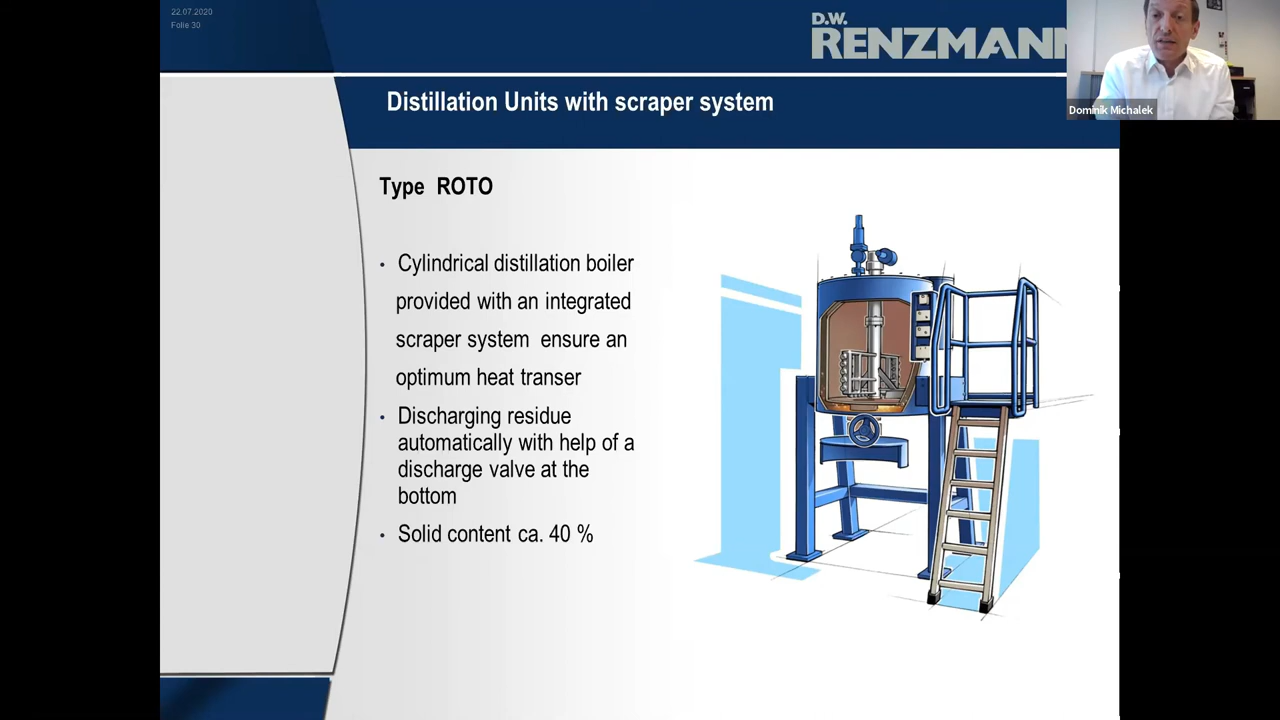 22.07.2020
Folie 30
D.W.
RENZMANN
Dominik Michalek
Distillation Units with scraper system
Type ROTO
• Cylindrical distillation boiler
provided with an integrated
scraper system ensure an
optimum heat transer
• Discharging residue
automatically with help of a
discharge valve at the
bottom
• Solid content ca. 40 %